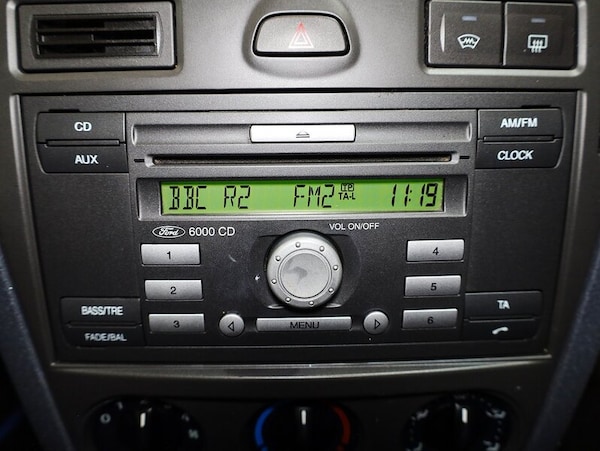 CD
AM/FM
AUX
CLOCK
BBC R2 FM2 TP TA-L 11:19
Ford 6000 CD
VOL ON/OFF
1
4
2
5
BASS/TRE
TA
3
MENU
6
FADE/BAL